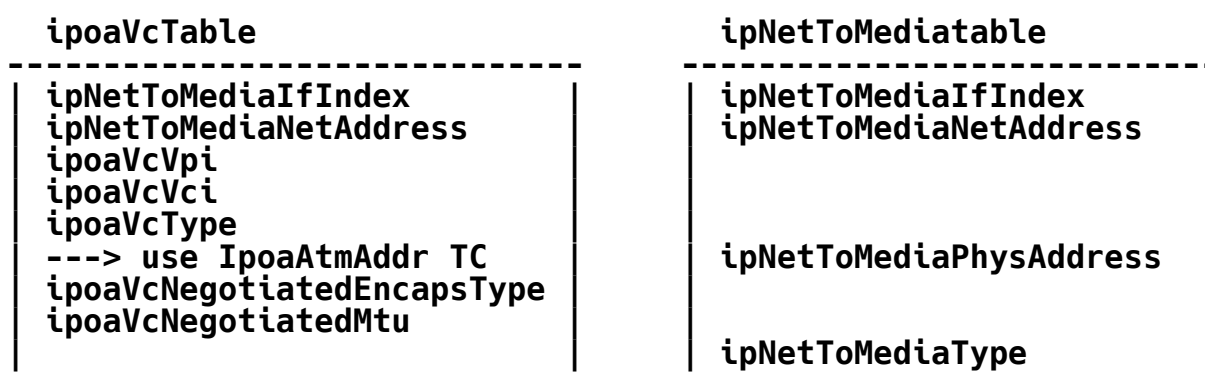 ipoaVcTable                         ipNetToMediatable
-------------------------------     ----------------------------
| ipNetToMediaIfIndex         |     | ipNetToMediaIfIndex
| ipNetToMediaNetAddress      |     | ipNetToMediaNetAddress
| ipoaVcVpi                   |     |
| ipoaVcVci                   |     |
| ipoaVcType                  |     |
| ---> use IpoaAtmAddr TC     |     | ipNetToMediaPhysAddress
| ipoaVcNegotiatedEncapsType  |     |
| ipoaVcNegotiatedMtu         |     |
|                             |     | ipNetToMediaType